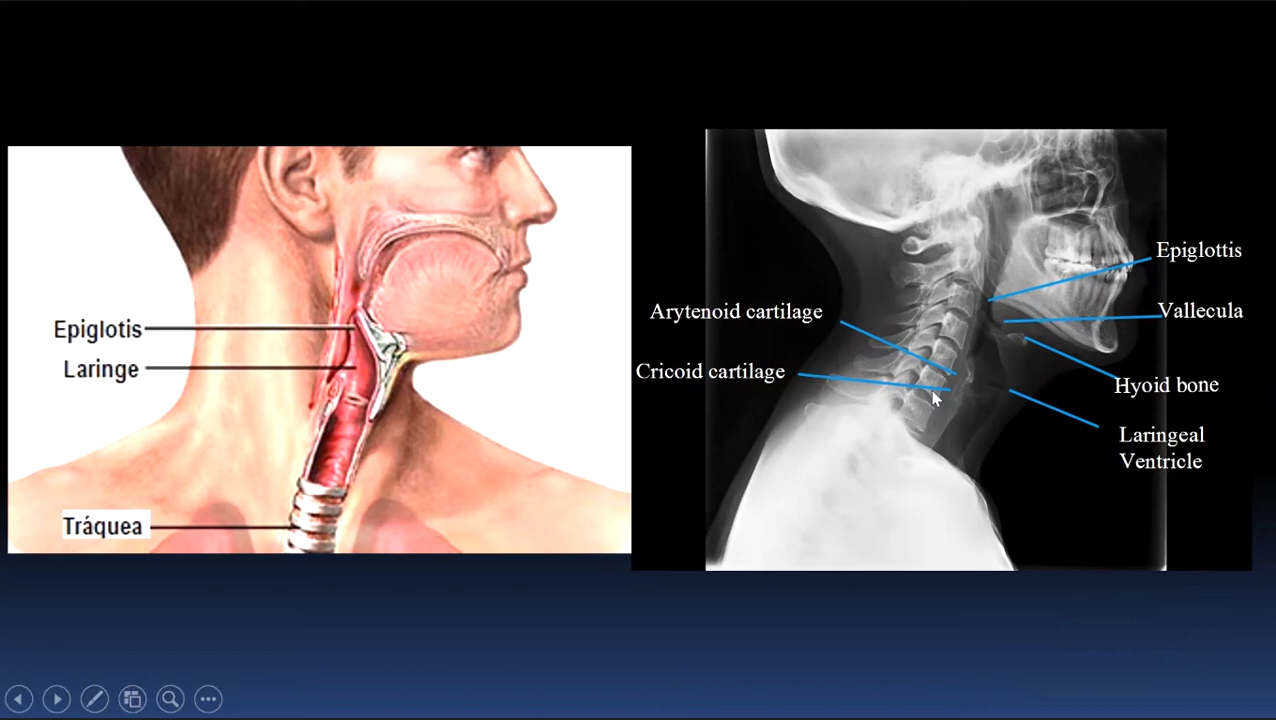 Epiglotis
Laringe
Tráquea
Arytenoid cartilage
Cricoid cartilage
Epiglottis
Vallecula
Hyoid bone
Laringeal
Ventricle